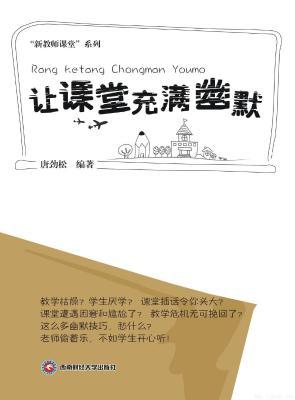 “新教师课堂”系列
Rang Ketang Chongman Youmo
让课堂充满幽默
唐劲松 编著
教学枯燥？学生厌学？ 课堂插话令你头大？
课堂遭遇困窘和尴尬了？ 教学危机无可挽回了？
这么多幽默技巧，愁什么？
老师偷着乐，不如学生开心听！
西南财经大学出版社